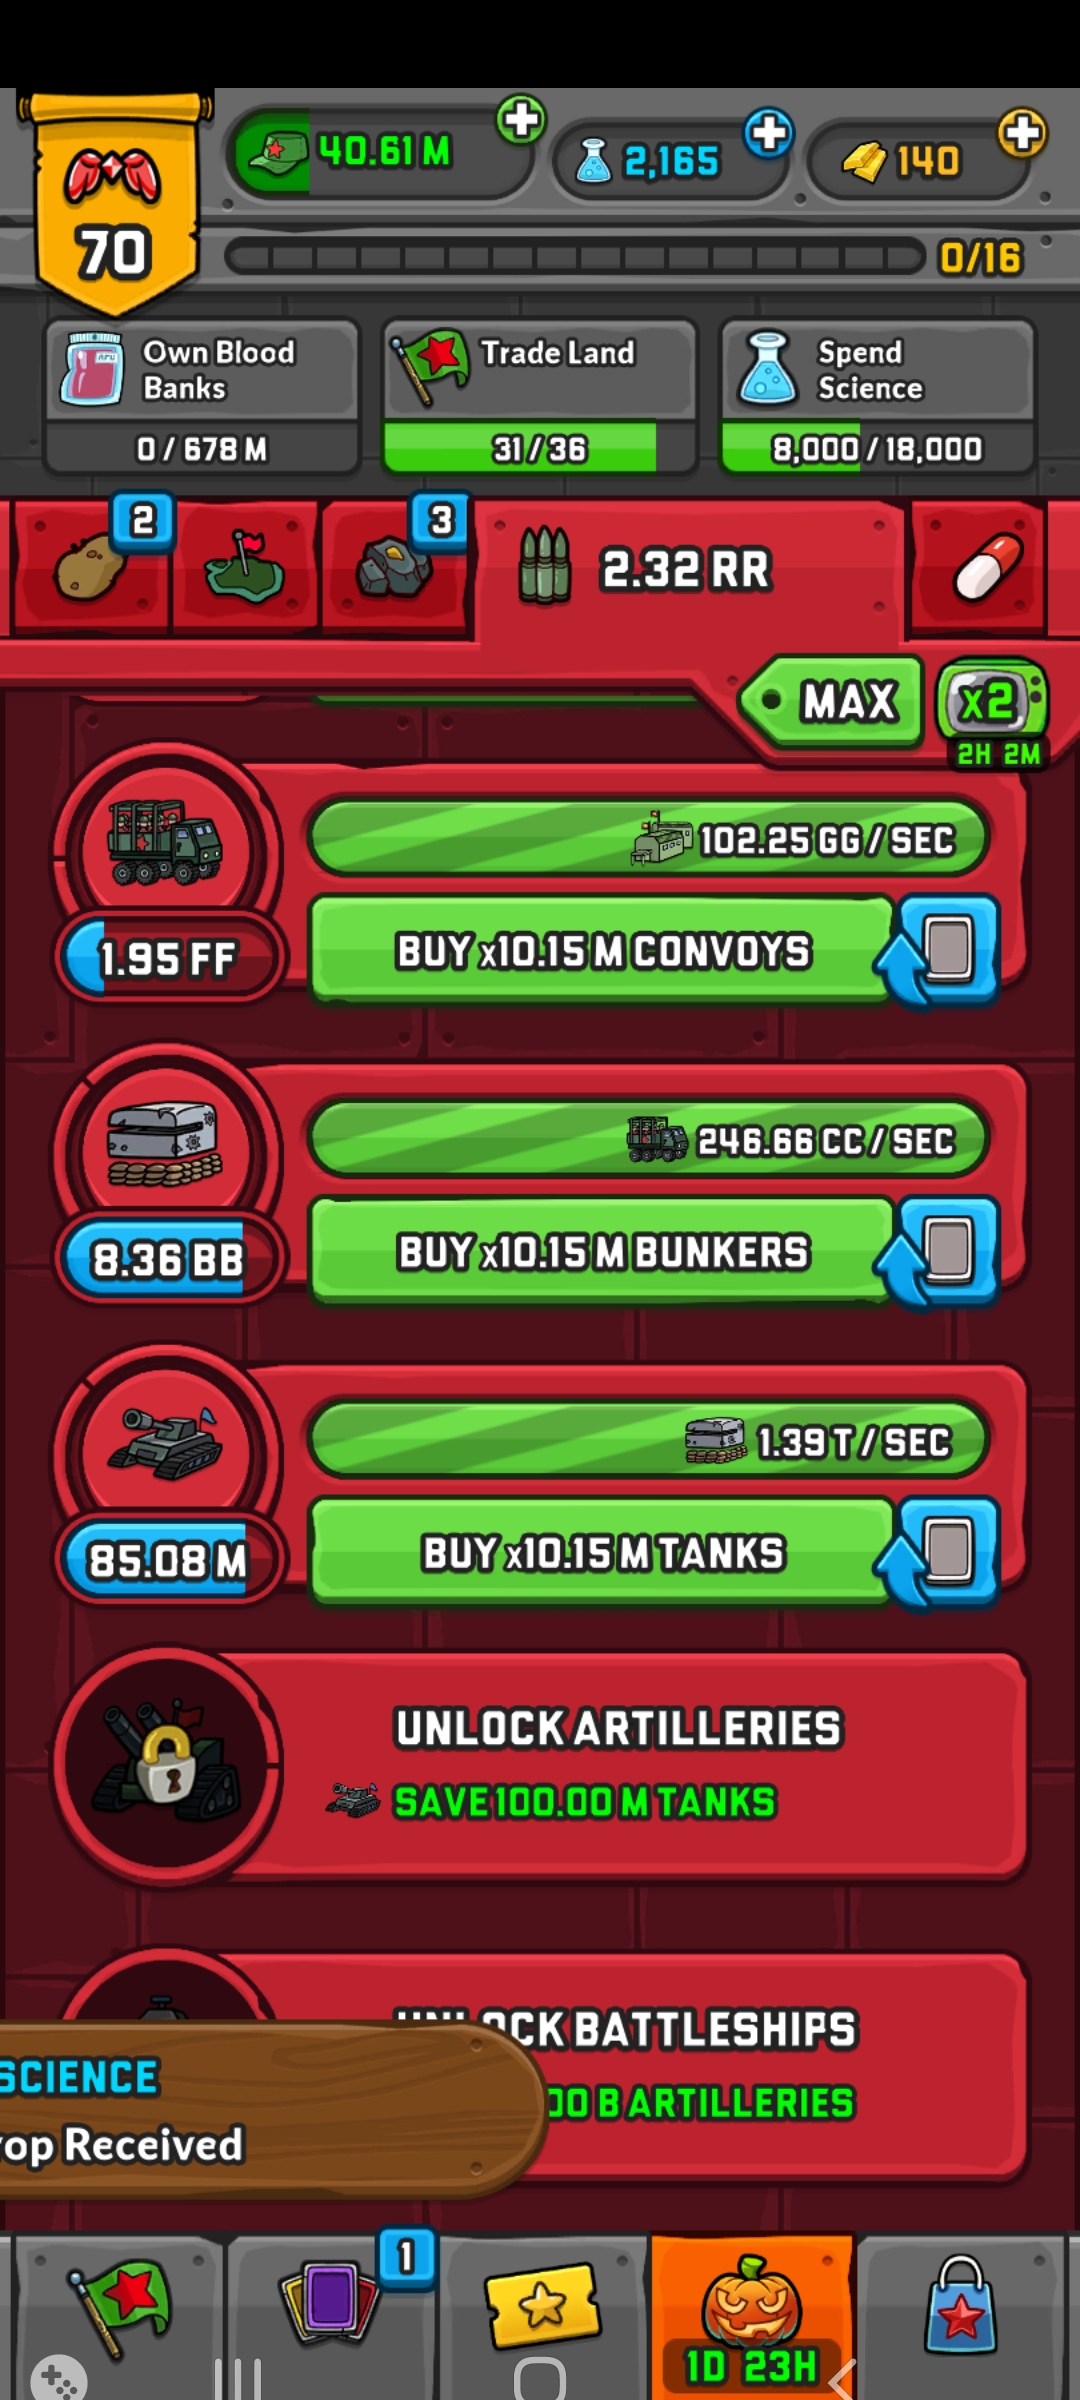 40.61 M
2,165
140
70
0/16
Own Blood
Banks
0 / 678 M
Trade Land
31 / 36
Spend
Science
8,000 / 18,000
2
3
2.32 RR
MAX
x2
2H 2M
102.25 GG / SEC
1.95 FF
BUY x10.15 M CONVOYS
246.66 CC / SEC
8.36 BB
BUY x10.15 M BUNKERS
1.39 T / SEC
85.08 M
BUY x10.15 M TANKS
UNLOCK ARTILLERIES
SAVE 100.00 M TANKS
UNLOCK BATTLESHIPS
00 B ARTILLERIES
SCIENCE
rop Received
1
1D 23H